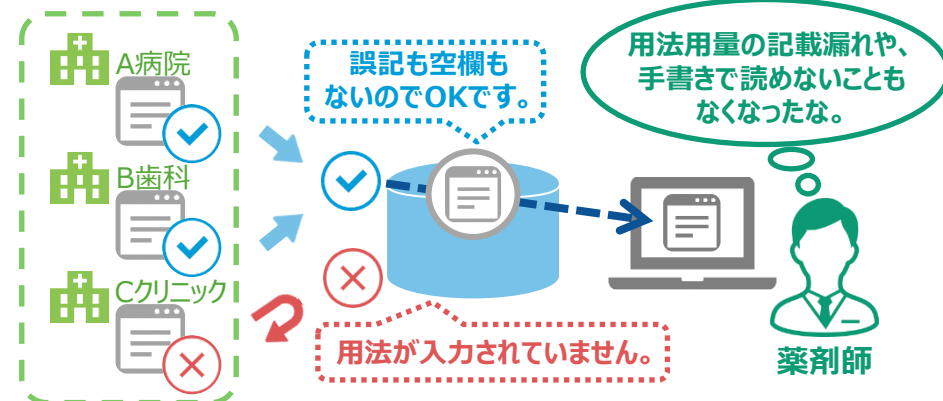 A病院
B歯科
Cクリニック
誤記も空欄も
ないのでOKです。
用法が入力されていません。
用法用量の記載漏れや、
手書きで読めないことも
なくなったな。
薬剤師